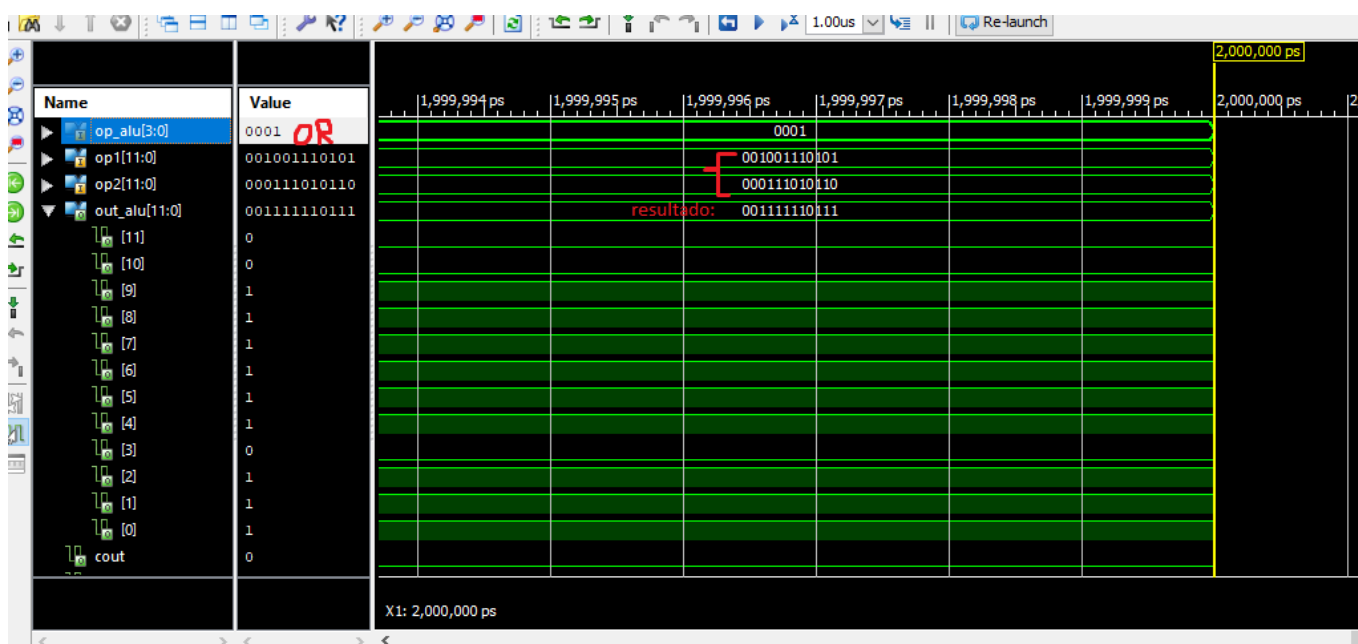 1.00us Re-launch
2,000,000 ps
Name Value 1,999,994 ps 1,999,995 ps 1,999,996 ps 1,999,997 ps 1,999,998 ps 1,999,999 ps 2,000,000 ps 2
op_alu[3:0] 0001 OR 0001
op1[11:0] 001001110101 001001110101
op2[11:0] 000111010110 000111010110
out_alu[11:0] 001111110111 resultado: 001111110111
[11] 0
[10] 0
[9] 1
[8] 1
[7] 1
[6] 1
[5] 1
[4] 1
[3] 0
[2] 1
[1] 1
[0] 1
cout 0
X1: 2,000,000 ps